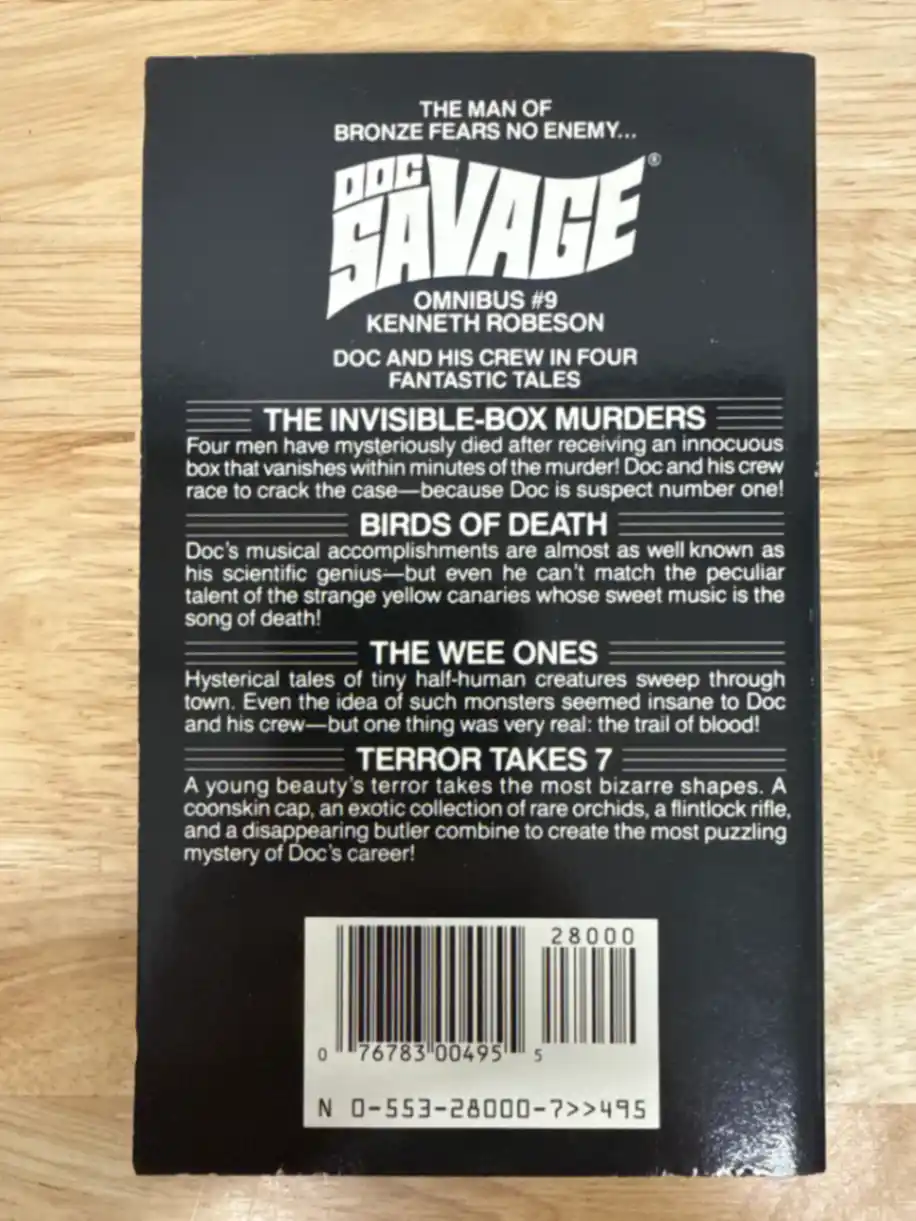 THE MAN OF
BRONZE FEARS NO ENEMY...
DOC
SAVAGE®
OMNIBUS #9
KENNETH ROBESON
DOC AND HIS CREW IN FOUR
FANTASTIC TALES
THE INVISIBLE-BOX MURDERS
Four men have mysteriously died after receiving an innocuous
box that vanishes within minutes of the murder! Doc and his crew
race to crack the case—because Doc is suspect number one!
BIRDS OF DEATH
Doc's musical accomplishments are almost as well known as
his scientific genius—but even he can't match the peculiar
talent of the strange yellow canaries whose sweet music is the
song of death!
THE WEE ONES
Hysterical tales of tiny half-human creatures sweep through
town. Even the idea of such monsters seemed insane to Doc
and his crew—but one thing was very real: the trail of blood!
TERROR TAKES 7
A young beauty's terror takes the most bizarre shapes. A
coonskin cap, an exotic collection of rare orchids, a flintlock rifle,
and a disappearing butler combine to create the most puzzling
mystery of Doc's career!
28000
0 76783 00495 5
N 0-553-28000-7>>495